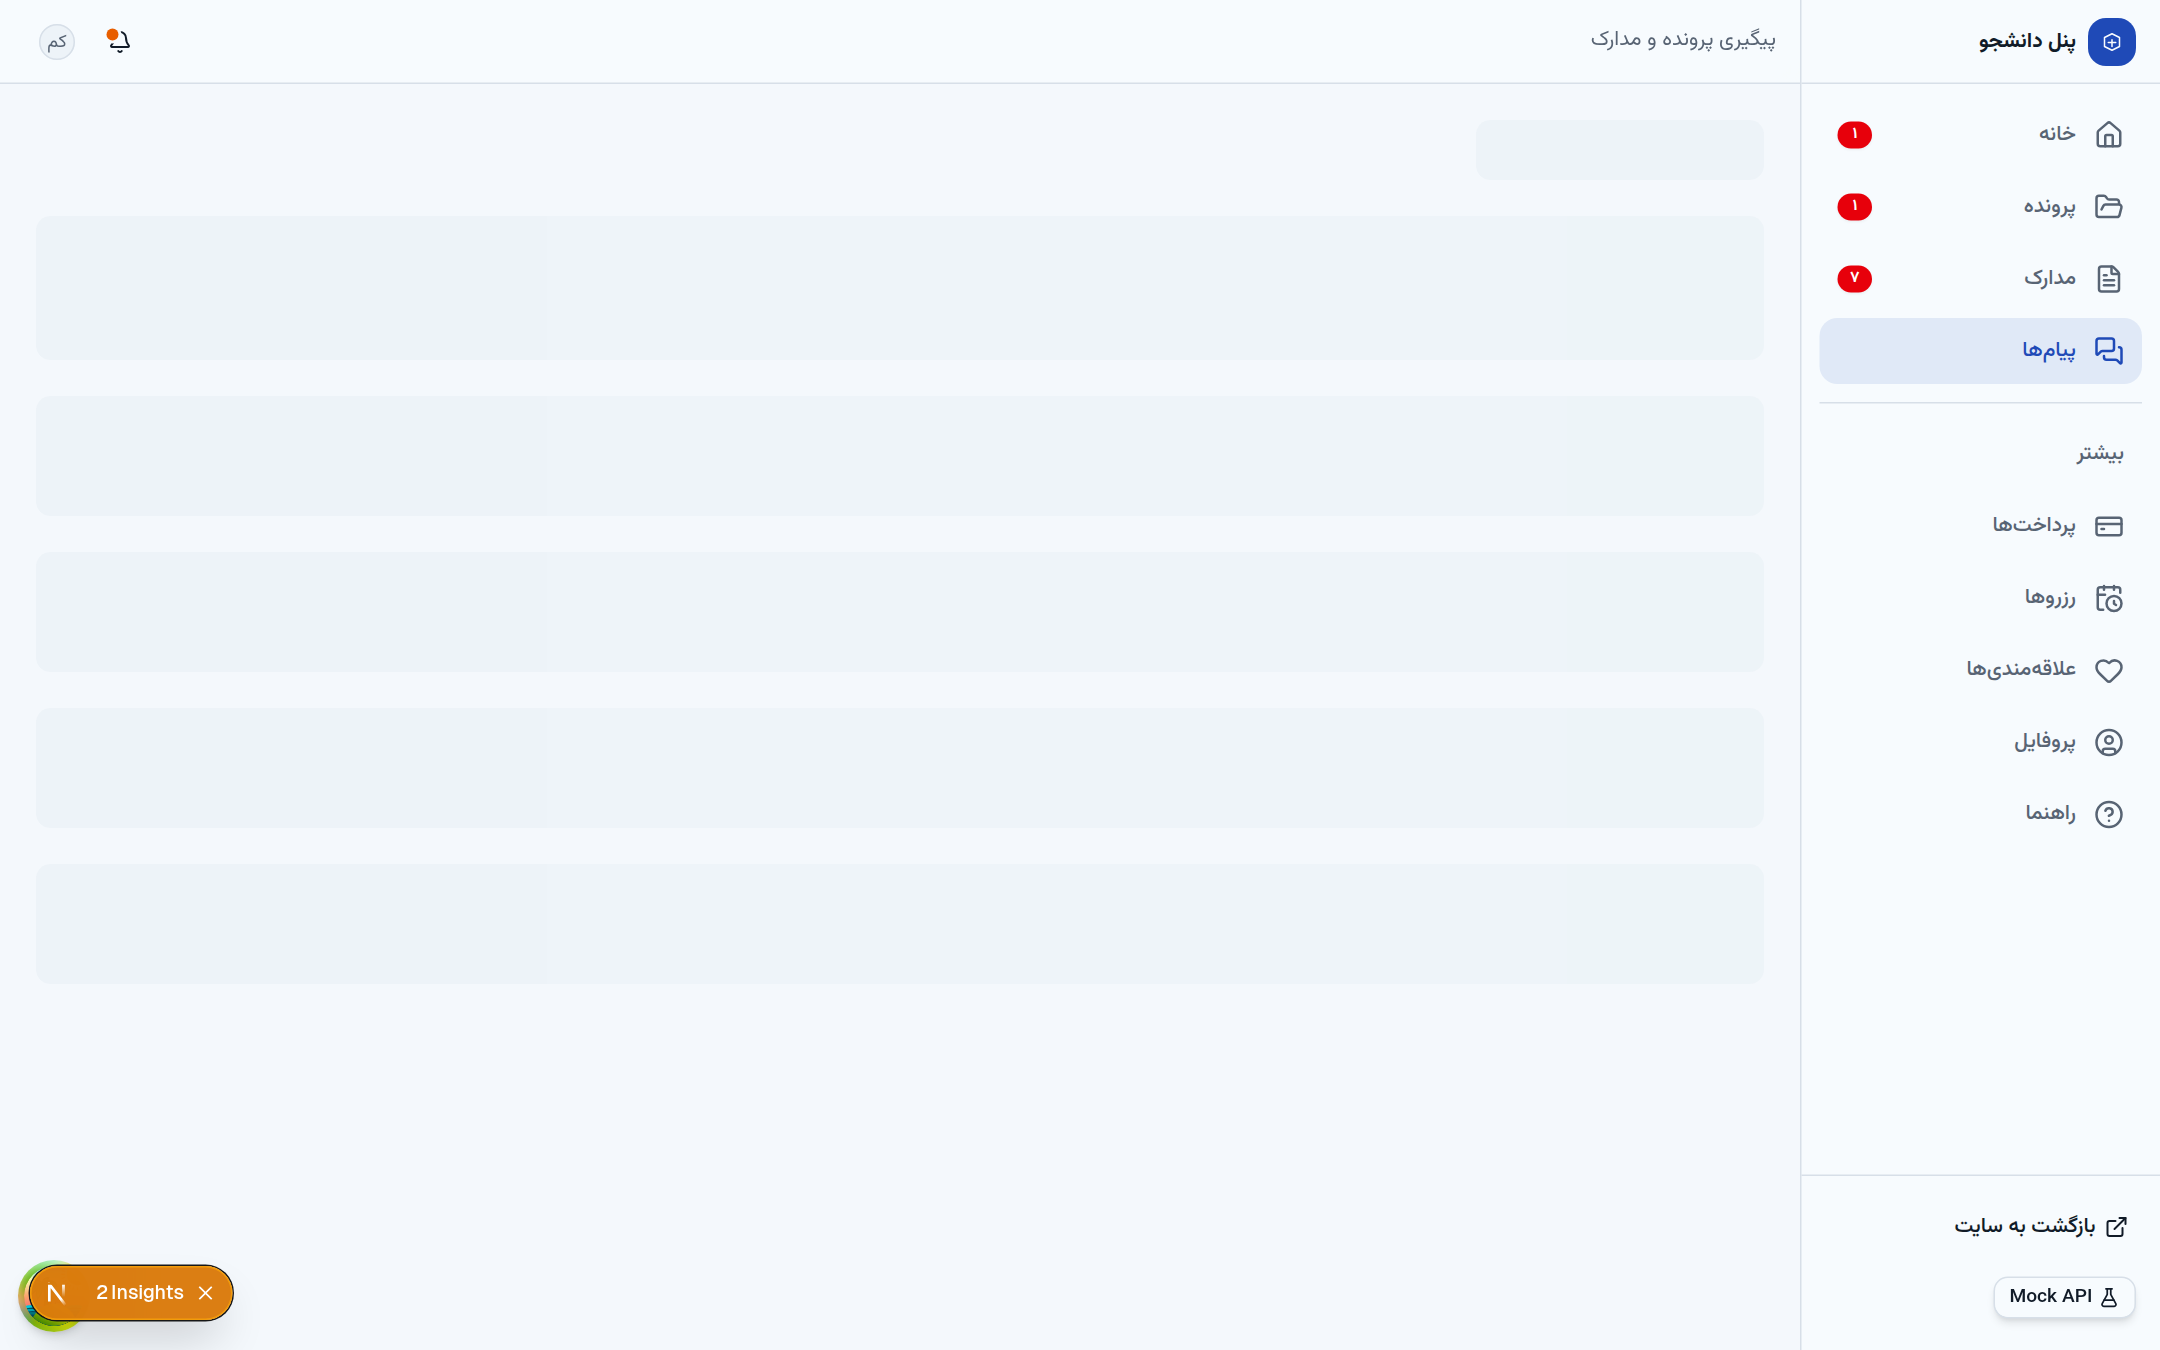 پنل دانشجو
پیگیری پرونده و مدارک
کم
خانه ۱
پرونده ۱
مدارک ۷
پیام‌ها
بیشتر
پرداخت‌ها
رزروها
علاقه‌مندی‌ها
پروفایل
راهنما
بازگشت به سایت
Mock API
N 2 Insights